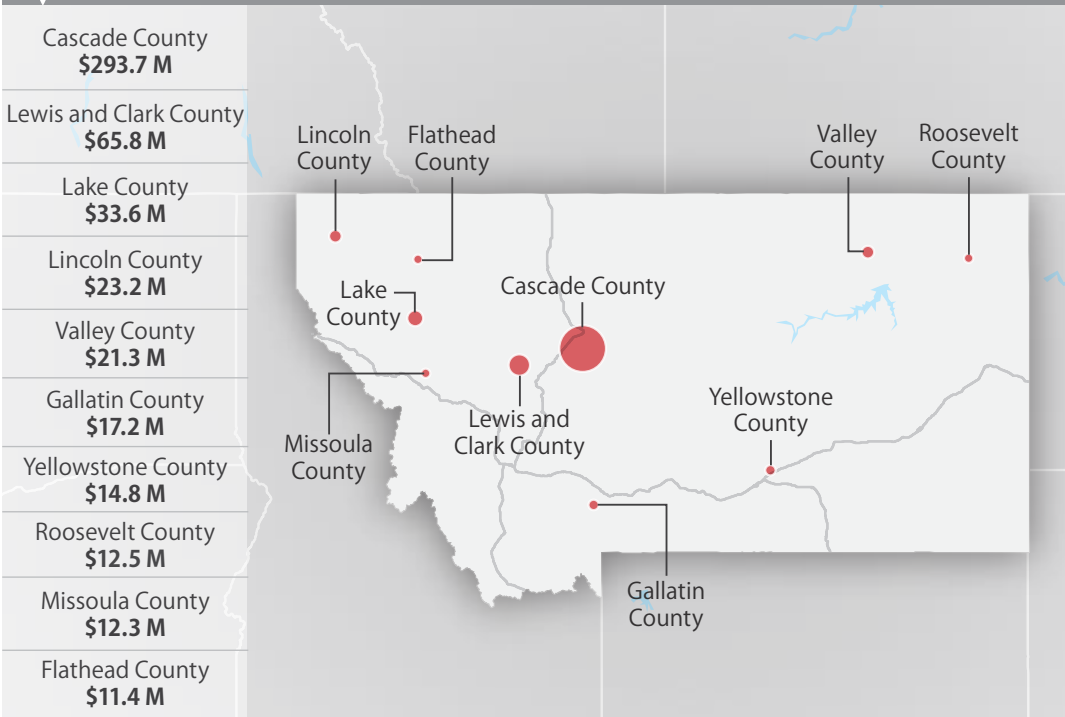 Cascade County
$293.7 M
Lewis and Clark County
$65.8 M
Lake County
$33.6 M
Lincoln County
$23.2 M
Valley County
$21.3 M
Gallatin County
$17.2 M
Yellowstone County
$14.8 M
Roosevelt County
$12.5 M
Missoula County
$12.3 M
Flathead County
$11.4 M
Lincoln
County
Flathead
County
Valley
County
Roosevelt
County
Lake
County
Cascade County
Missoula
County
Lewis and
Clark County
Yellowstone
County
Gallatin
County